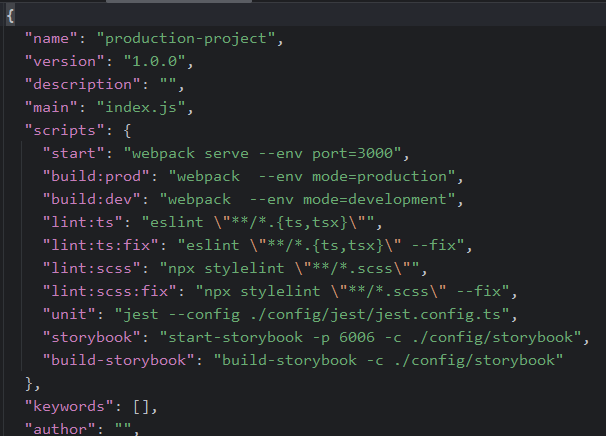 {
"name": "production-project",
"version": "1.0.0",
"description": "",
"main": "index.js",
"scripts": {
"start": "webpack serve --env port=3000",
"build:prod": "webpack  --env mode=production",
"build:dev": "webpack  --env mode=development",
"lint:ts": "eslint \"**/*.{ts,tsx}\"",
"lint:ts:fix": "eslint \"**/*.{ts,tsx}\" --fix",
"lint:scss": "npx stylelint \"**/*.scss\"",
"lint:scss:fix": "npx stylelint \"**/*.scss\" --fix",
"unit": "jest --config ./config/jest/jest.config.ts",
"storybook": "start-storybook -p 6006 -c ./config/storybook",
"build-storybook": "build-storybook -c ./config/storybook"
},
"keywords": [],
"author": "",